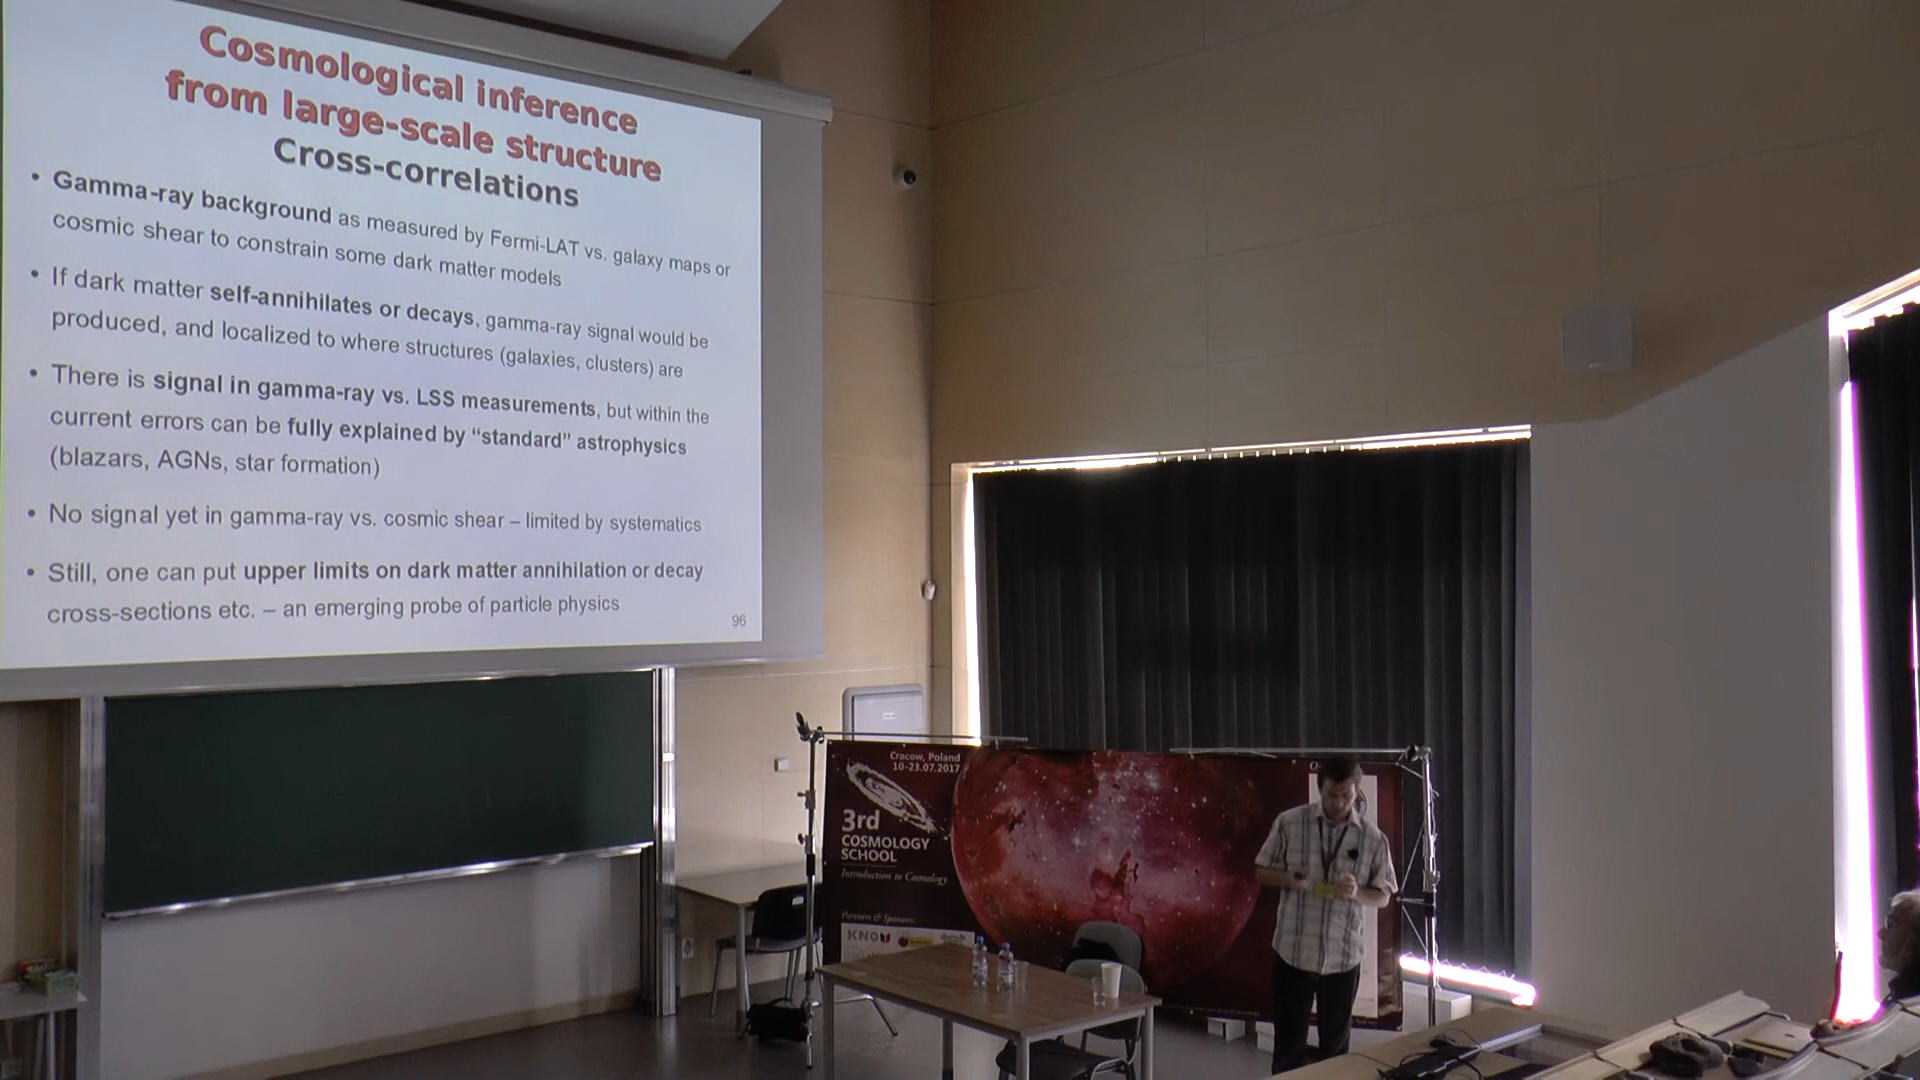 Cosmological inference
from large-scale structure
Cross-correlations
• Gamma-ray background as measured by Fermi-LAT vs. galaxy maps or
cosmic shear to constrain some dark matter models
• If dark matter self-annihilates or decays, gamma-ray signal would be
produced, and localized to where structures (galaxies, clusters) are
• There is signal in gamma-ray vs. LSS measurements, but within the
current errors can be fully explained by “standard” astrophysics
(blazars, AGNs, star formation)
• No signal yet in gamma-ray vs. cosmic shear – limited by systematics
• Still, one can put upper limits on dark matter annihilation or decay
cross-sections etc. – an emerging probe of particle physics
96
Cracow, Poland
10-23.07.2017
3rd
COSMOLOGY
SCHOOL
Introduction to Cosmology
Partners & Sponsors:
KNO